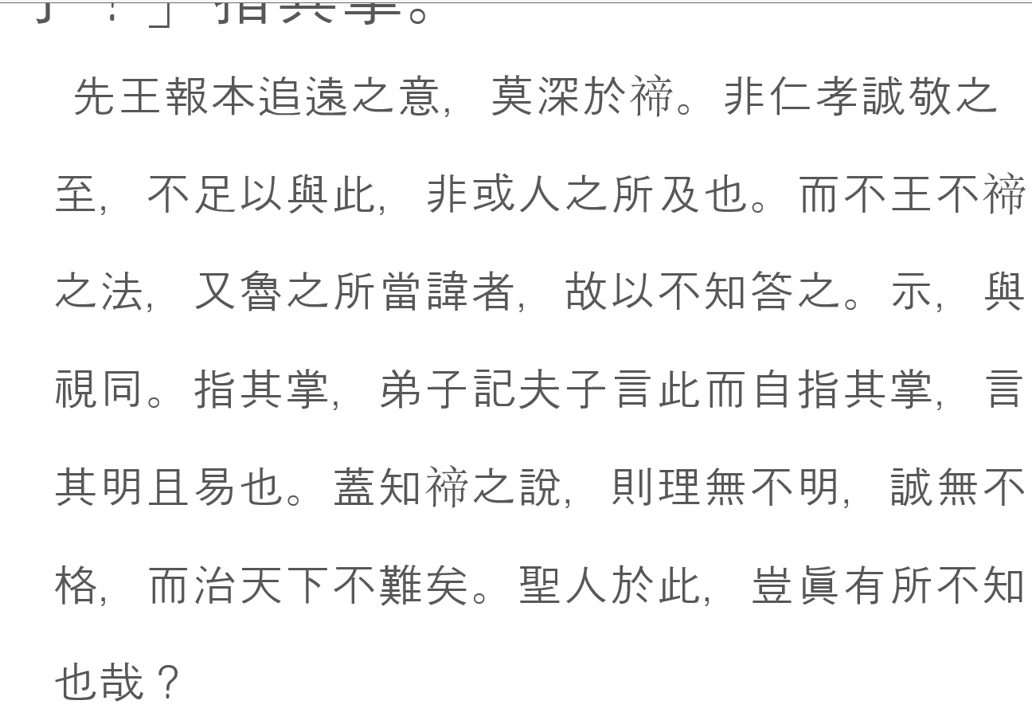 ？」指其掌。
先王報本追遠之意，莫深於禘。非仁孝誠敬之
至，不足以與此，非或人之所及也。而不王不禘
之法，又魯之所當諱者，故以不知答之。示，與
視同。指其掌，弟子記夫子言此而自指其掌，言
其明且易也。蓋知禘之說，則理無不明，誠無不
格，而治天下不難矣。聖人於此，豈眞有所不知
也哉？